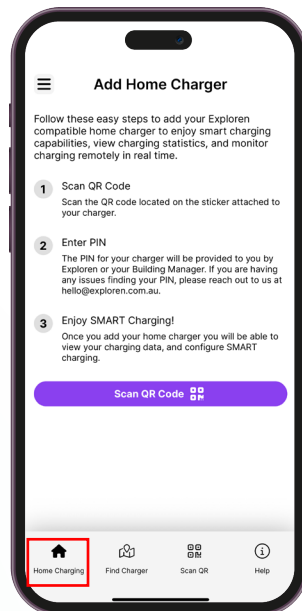 Add Home Charger
Follow these easy steps to add your Exploren
compatible home charger to enjoy smart charging
capabilities, view charging statistics, and monitor
charging remotely in real time.
1 Scan QR Code
Scan the QR code located on the sticker attached to
your charger.
2 Enter PIN
The PIN for your charger will be provided to you by
Exploren or your Building Manager. If you are having
any issues finding your PIN, please reach out to us at
hello@exploren.com.au.
3 Enjoy SMART Charging!
Once you add your home charger you will be able to
view your charging data, and configure SMART
charging.
Scan QR Code
Home Charging Find Charger Scan QR Help